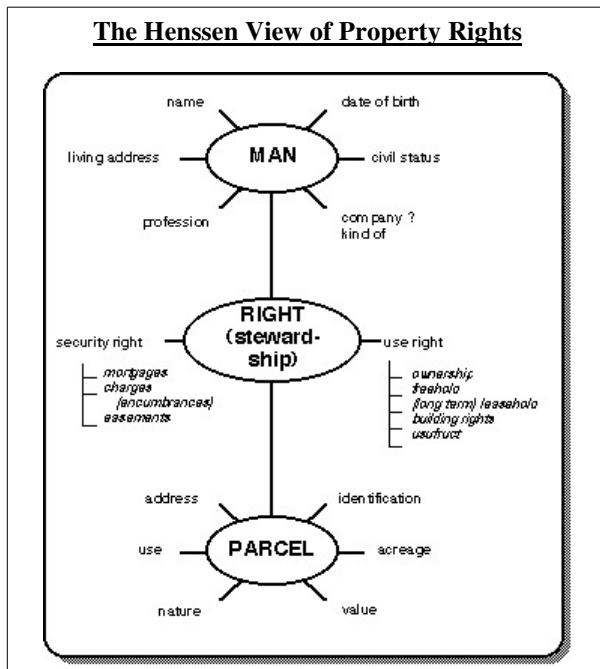 The Henssen View of Property Rights
name
date of birth
living address
MAN
civil status
profession
company ?
kind of
RIGHT
(steward-
ship)
security right
use right
mortgages
charges
(encumbrances)
easements
ownership
freehold
(long term) leasehold
building rights
usufruct
address
identification
use
PARCEL
acreage
nature
value